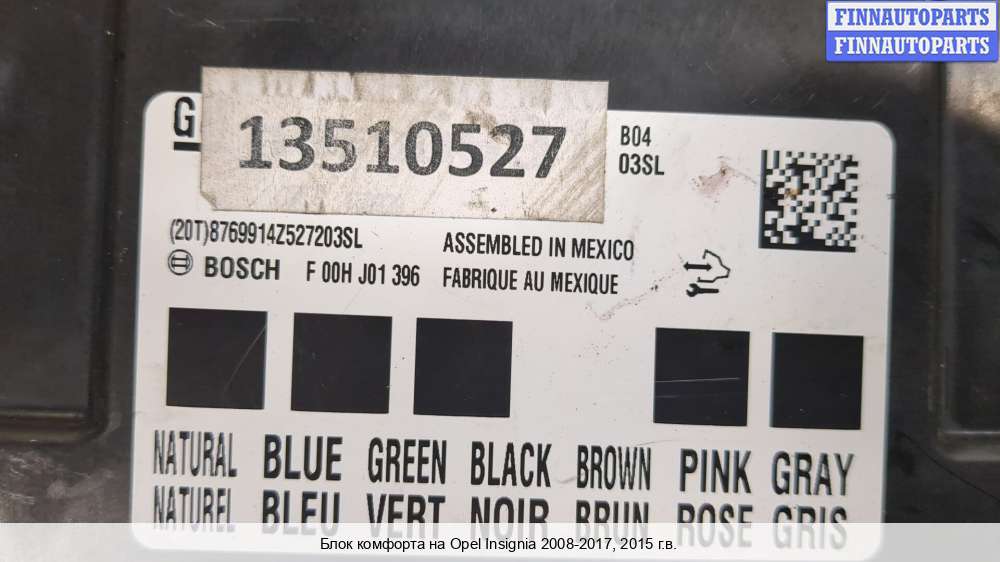 FINNAUTOPARTS
FINNAUTOPARTS
13510527
B04
03SL
(20T)8769914Z527203SL
ASSEMBLED IN MEXICO
BOSCH F 00H J01 396 FABRIQUE AU MEXIQUE
NATURAL BLUE GREEN BLACK BROWN PINK GRAY
NATUREL BLEU VERT NOIR BRUN ROSE GRIS
Блок комфорта на Opel Insignia 2008-2017, 2015 г.в.